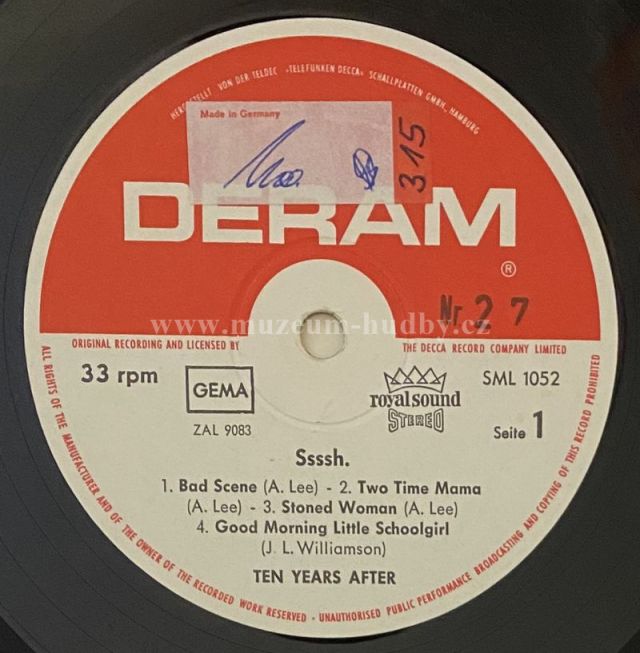 HERGESTELLT VON DER TELDEC »TELEFUNKEN DECCA« SCHALLPLATTEN GMBH., HAMBURG
Made in Germany
315
DERAM
®
Nr. 27
www.muzeum-hudby.cz
ORIGINAL RECORDING AND LICENSED BY THE DECCA RECORD COMPANY LIMITED
33 rpm
GEMA
ZAL 9083
royal sound
STEREO
SML 1052
Seite 1
Ssssh.
1. Bad Scene (A. Lee) - 2. Two Time Mama
(A. Lee) - 3. Stoned Woman (A. Lee)
4. Good Morning Little Schoolgirl
(J. L. Williamson)
TEN YEARS AFTER
ALL RIGHTS OF THE MANUFACTURER AND OF THE OWNER OF THE RECORDED WORK RESERVED - UNAUTHORISED PUBLIC PERFORMANCE BROADCASTING AND COPYING OF THIS RECORD PROHIBITED